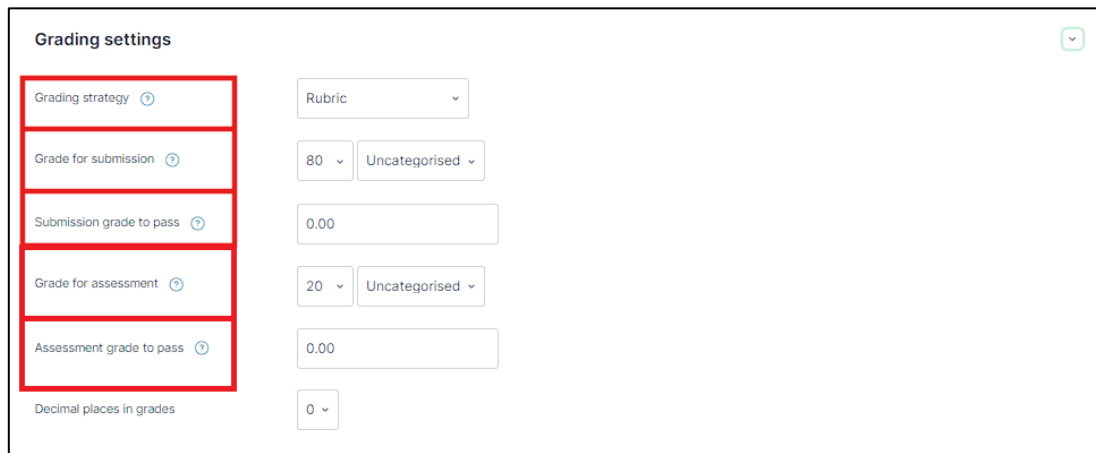 Grading settings
Grading strategy ? Rubric
Grade for submission ? 80 Uncategorised
Submission grade to pass ? 0.00
Grade for assessment ? 20 Uncategorised
Assessment grade to pass ? 0.00
Decimal places in grades 0